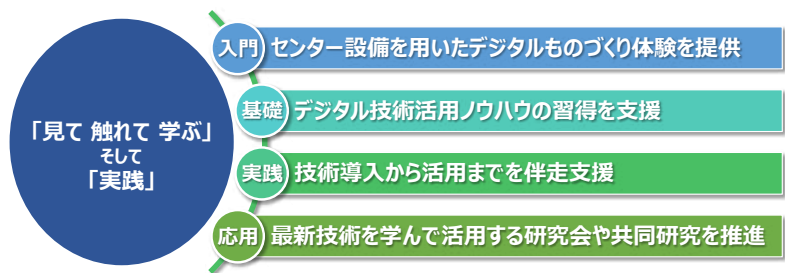 「見て 触れて 学ぶ」
そして
「実践」
入門 センター設備を用いたデジタルものづくり体験を提供
基礎 デジタル技術活用ノウハウの習得を支援
実践 技術導入から活用までを伴走支援
応用 最新技術を学んで活用する研究会や共同研究を推進